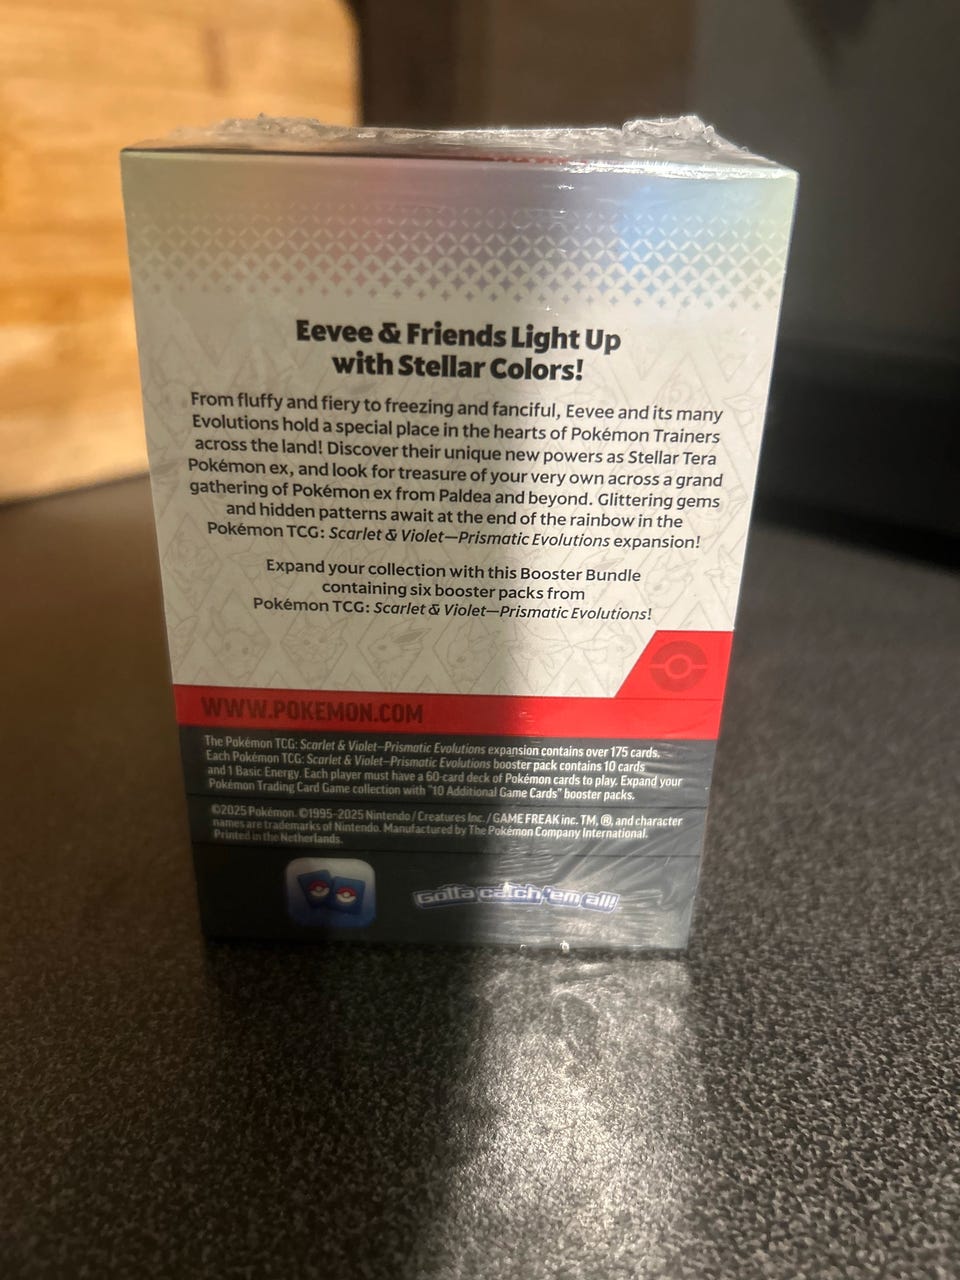 Eevee & Friends Light Up
with Stellar Colors!
From fluffy and fiery to freezing and fanciful, Eevee and its many
Evolutions hold a special place in the hearts of Pokémon Trainers
across the land! Discover their unique new powers as Stellar Tera
Pokémon ex, and look for treasure of your very own across a grand
gathering of Pokémon ex from Paldea and beyond. Glittering gems
and hidden patterns await at the end of the rainbow in the
Pokémon TCG: Scarlet & Violet—Prismatic Evolutions expansion!
Expand your collection with this Booster Bundle
containing six booster packs from
Pokémon TCG: Scarlet & Violet—Prismatic Evolutions!
WWW.POKEMON.COM
The Pokémon TCG: Scarlet & Violet—Prismatic Evolutions expansion contains over 175 cards.
Each Pokémon TCG: Scarlet & Violet—Prismatic Evolutions booster pack contains 10 cards
and 1 Basic Energy. Each player must have a 60-card deck of Pokémon cards to play. Expand your
Pokémon Trading Card Game collection with "10 Additional Game Cards" booster packs.
©2025 Pokémon. ©1995-2025 Nintendo / Creatures Inc. / GAME FREAK inc. TM, ®, and character
names are trademarks of Nintendo. Manufactured by The Pokémon Company International.
Printed in the Netherlands.
Gotta catch 'em all!